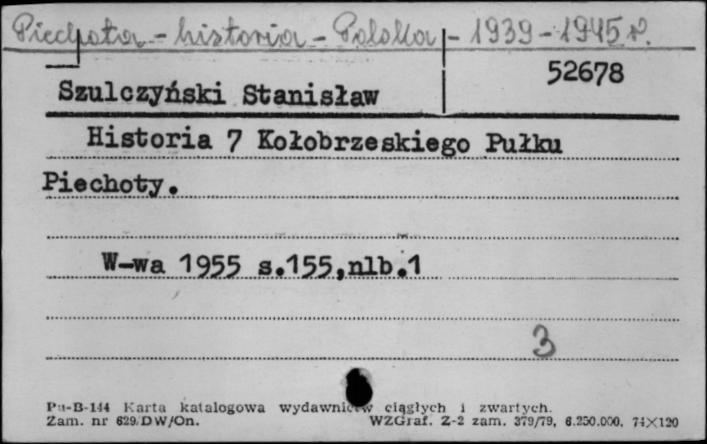 Piechota - historia - Polska - 1939-1945 r.
52678
Szulczyński Stanisław
Historia 7 Kołobrzeskiego Pułku
Piechoty.
W-wa 1955 s.155,nlb.1
3
Pu-B-144 Karta katalogowa wydawnictw ciągłych i zwartych.
Zam. nr 629/DW/On. WZGraf. Z-2 zam. 379/79, 6.250.000. 74×120